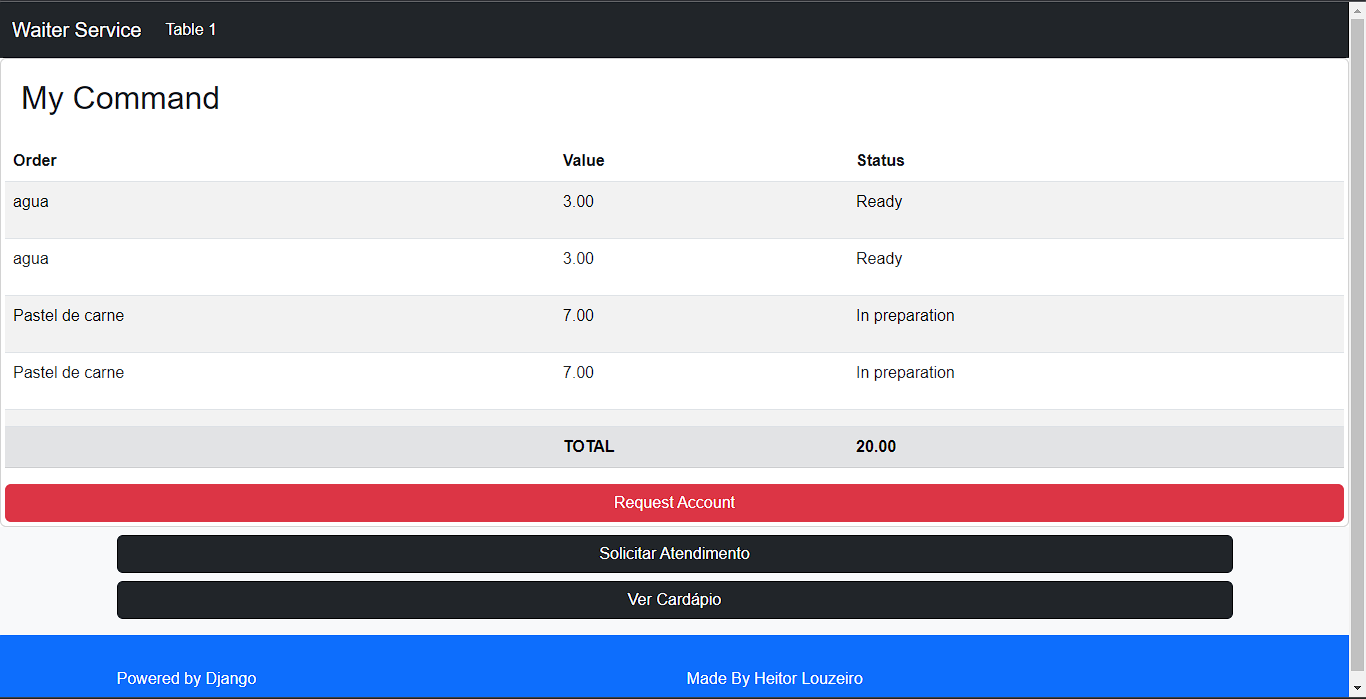 Waiter Service Table 1
My Command
Order Value Status
agua 3.00 Ready
agua 3.00 Ready
Pastel de carne 7.00 In preparation
Pastel de carne 7.00 In preparation
TOTAL 20.00
Request Account
Solicitar Atendimento
Ver Cardápio
Powered by Django Made By Heitor Louzeiro